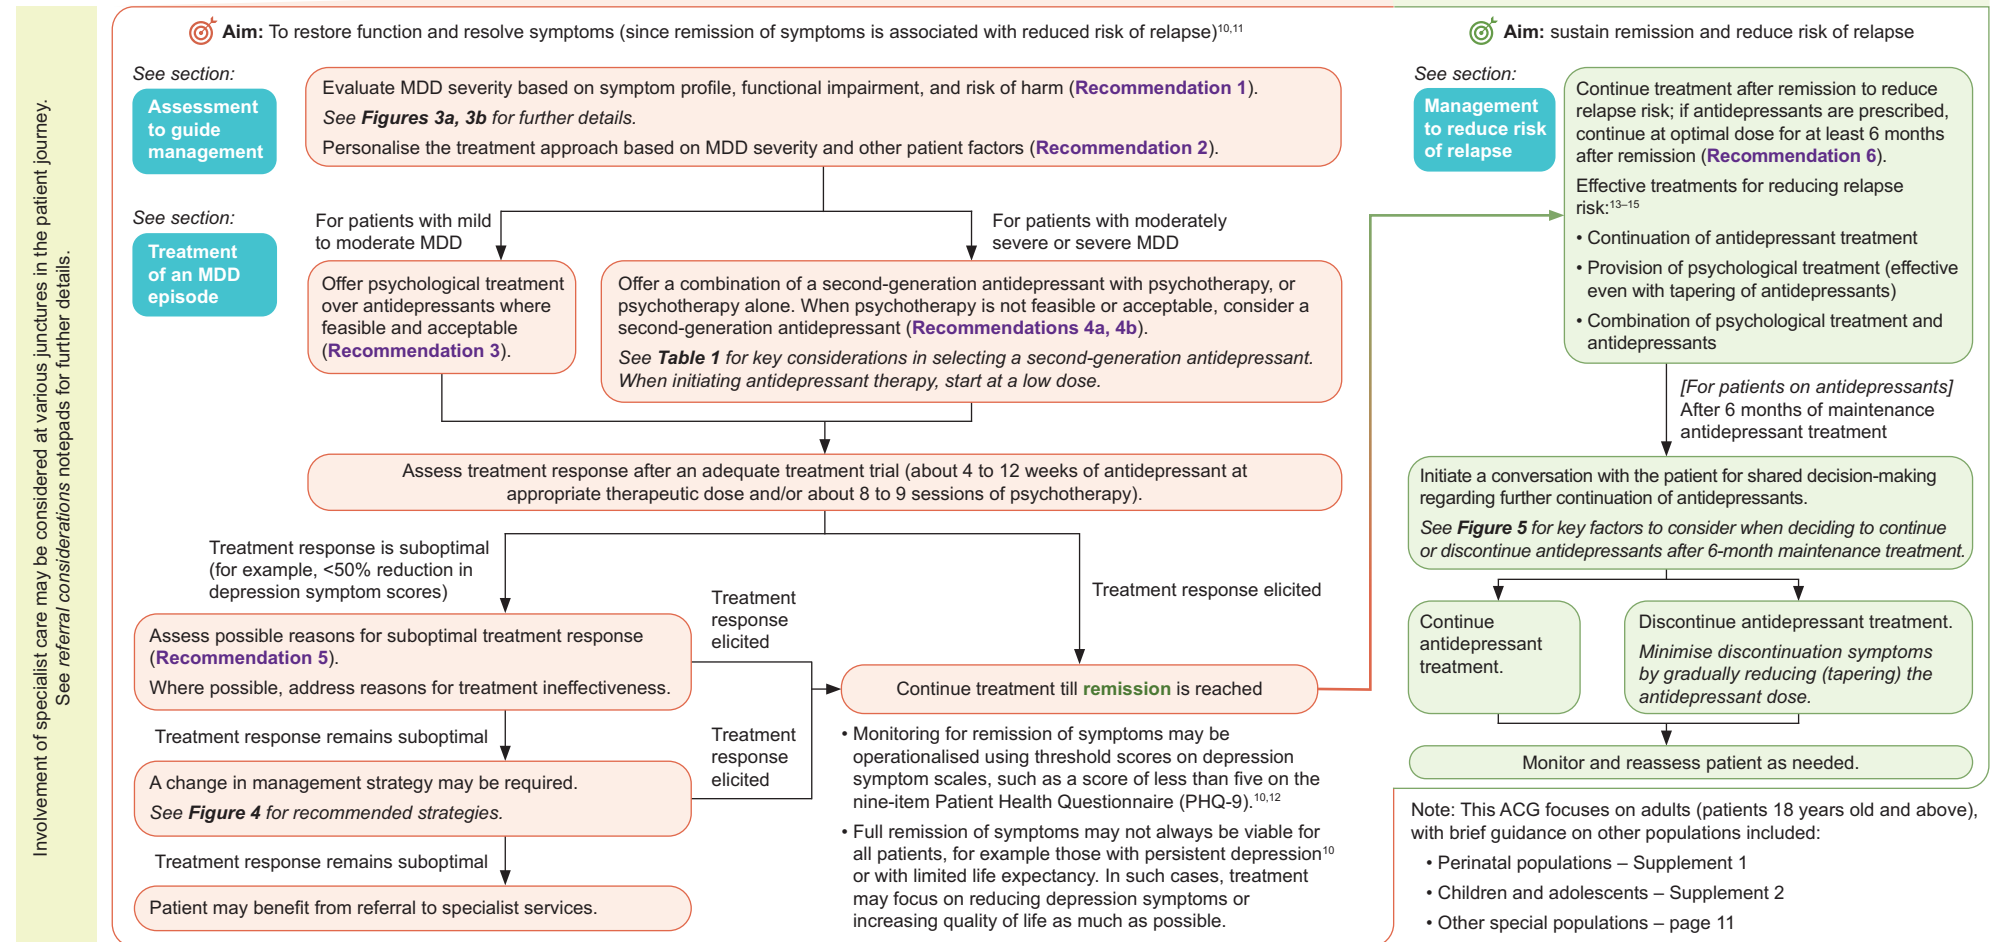 Involvement of specialist care may be considered at various junctures in the patient journey.
See referral considerations notepads for further details.
Aim: To restore function and resolve symptoms (since remission of symptoms is associated with reduced risk of relapse)10,11
See section:
Assessment
to guide
management
Evaluate MDD severity based on symptom profile, functional impairment, and risk of harm (Recommendation 1).
See Figures 3a, 3b for further details.
Personalise the treatment approach based on MDD severity and other patient factors (Recommendation 2).
See section:
Treatment
of an MDD
episode
For patients with mild
to moderate MDD
For patients with moderately
severe or severe MDD
Offer psychological treatment
over antidepressants where
feasible and acceptable
(Recommendation 3).
Offer a combination of a second-generation antidepressant with psychotherapy, or
psychotherapy alone. When psychotherapy is not feasible or acceptable, consider a
second-generation antidepressant (Recommendations 4a, 4b).
See Table 1 for key considerations in selecting a second-generation antidepressant.
When initiating antidepressant therapy, start at a low dose.
Assess treatment response after an adequate treatment trial (about 4 to 12 weeks of antidepressant at
appropriate therapeutic dose and/or about 8 to 9 sessions of psychotherapy).
Treatment response is suboptimal
(for example, <50% reduction in
depression symptom scores)
Treatment response elicited
Assess possible reasons for suboptimal treatment response
(Recommendation 5).
Where possible, address reasons for treatment ineffectiveness.
Treatment
response
elicited
Treatment response remains suboptimal
A change in management strategy may be required.
See Figure 4 for recommended strategies.
Treatment
response
elicited
Treatment response remains suboptimal
Patient may benefit from referral to specialist services.
Continue treatment till remission is reached
• Monitoring for remission of symptoms may be
operationalised using threshold scores on depression
symptom scales, such as a score of less than five on the
nine-item Patient Health Questionnaire (PHQ-9).10,12
• Full remission of symptoms may not always be viable for
all patients, for example those with persistent depression10
or with limited life expectancy. In such cases, treatment
may focus on reducing depression symptoms or
increasing quality of life as much as possible.
Aim: sustain remission and reduce risk of relapse
See section:
Management
to reduce risk
of relapse
Continue treatment after remission to reduce
relapse risk; if antidepressants are prescribed,
continue at optimal dose for at least 6 months
after remission (Recommendation 6).
Effective treatments for reducing relapse
risk:13–15
• Continuation of antidepressant treatment
• Provision of psychological treatment (effective
even with tapering of antidepressants)
• Combination of psychological treatment and
antidepressants
[For patients on antidepressants]
After 6 months of maintenance
antidepressant treatment
Initiate a conversation with the patient for shared decision-making
regarding further continuation of antidepressants.
See Figure 5 for key factors to consider when deciding to continue
or discontinue antidepressants after 6-month maintenance treatment.
Continue
antidepressant
treatment.
Discontinue antidepressant treatment.
Minimise discontinuation symptoms
by gradually reducing (tapering) the
antidepressant dose.
Monitor and reassess patient as needed.
Note: This ACG focuses on adults (patients 18 years old and above),
with brief guidance on other populations included:
• Perinatal populations – Supplement 1
• Children and adolescents – Supplement 2
• Other special populations – page 11